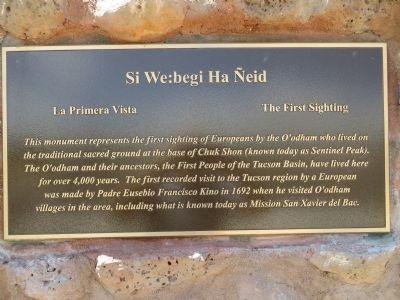 Si We:begi Ha Ñeid
La Primera Vista
The First Sighting
This monument represents the first sighting of Europeans by the O'odham who lived on
the traditional sacred ground at the base of Chuk Shon (known today as Sentinel Peak).
The O'odham and their ancestors, the First People of the Tucson Basin, have lived here
for over 4,000 years. The first recorded visit to the Tucson region by a European
was made by Padre Eusebio Francisco Kino in 1692 when he visited O'odham
villages in the area, including what is known today as Mission San Xavier del Bac.